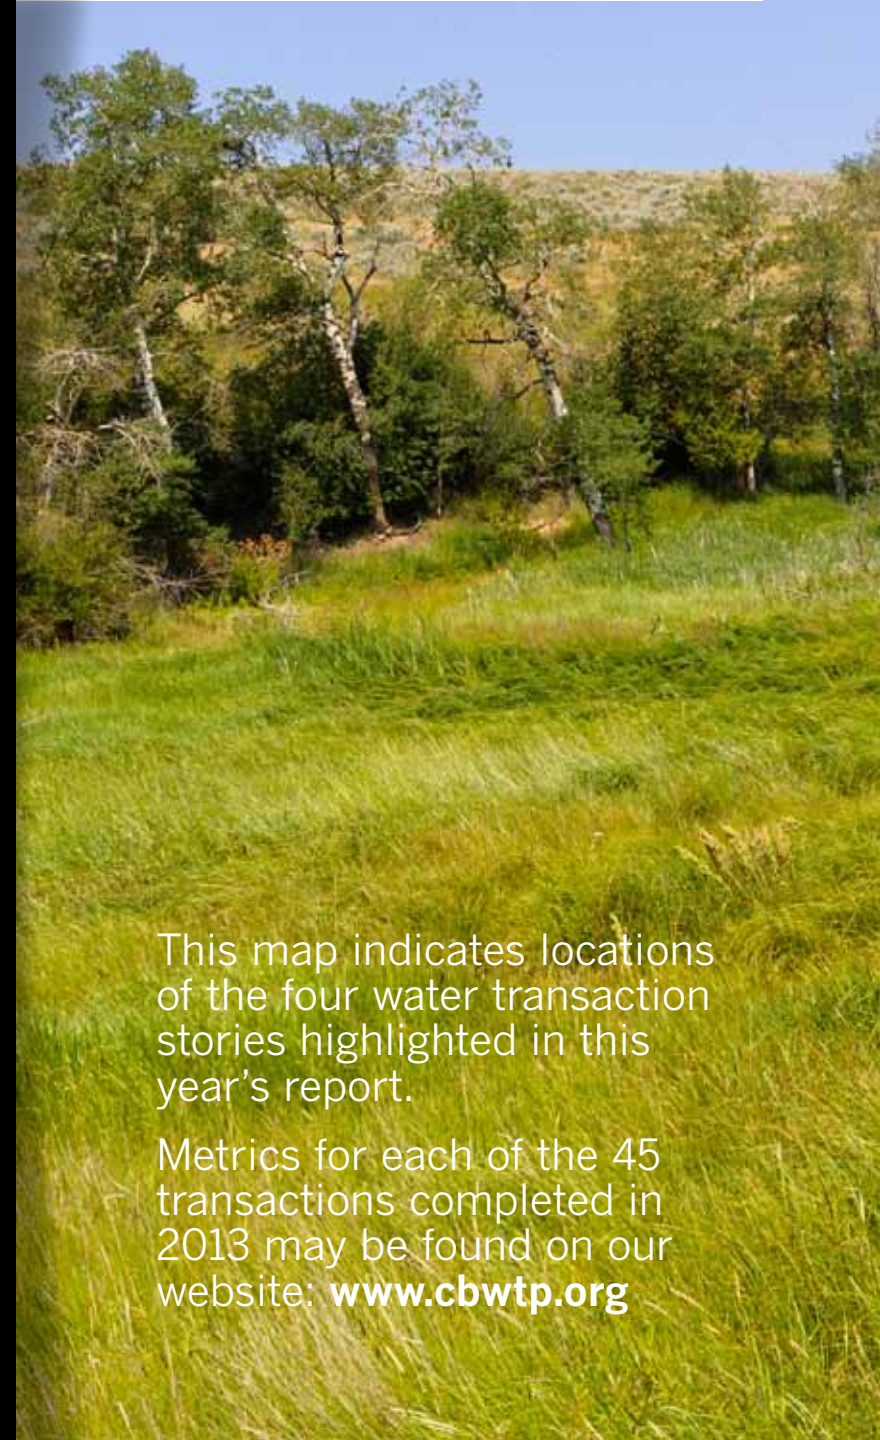 This map indicates locations
of the four water transaction
stories highlighted in this
year’s report.
Metrics for each of the 45
transactions completed in
2013 may be found on our
website: www.cbwtp.org